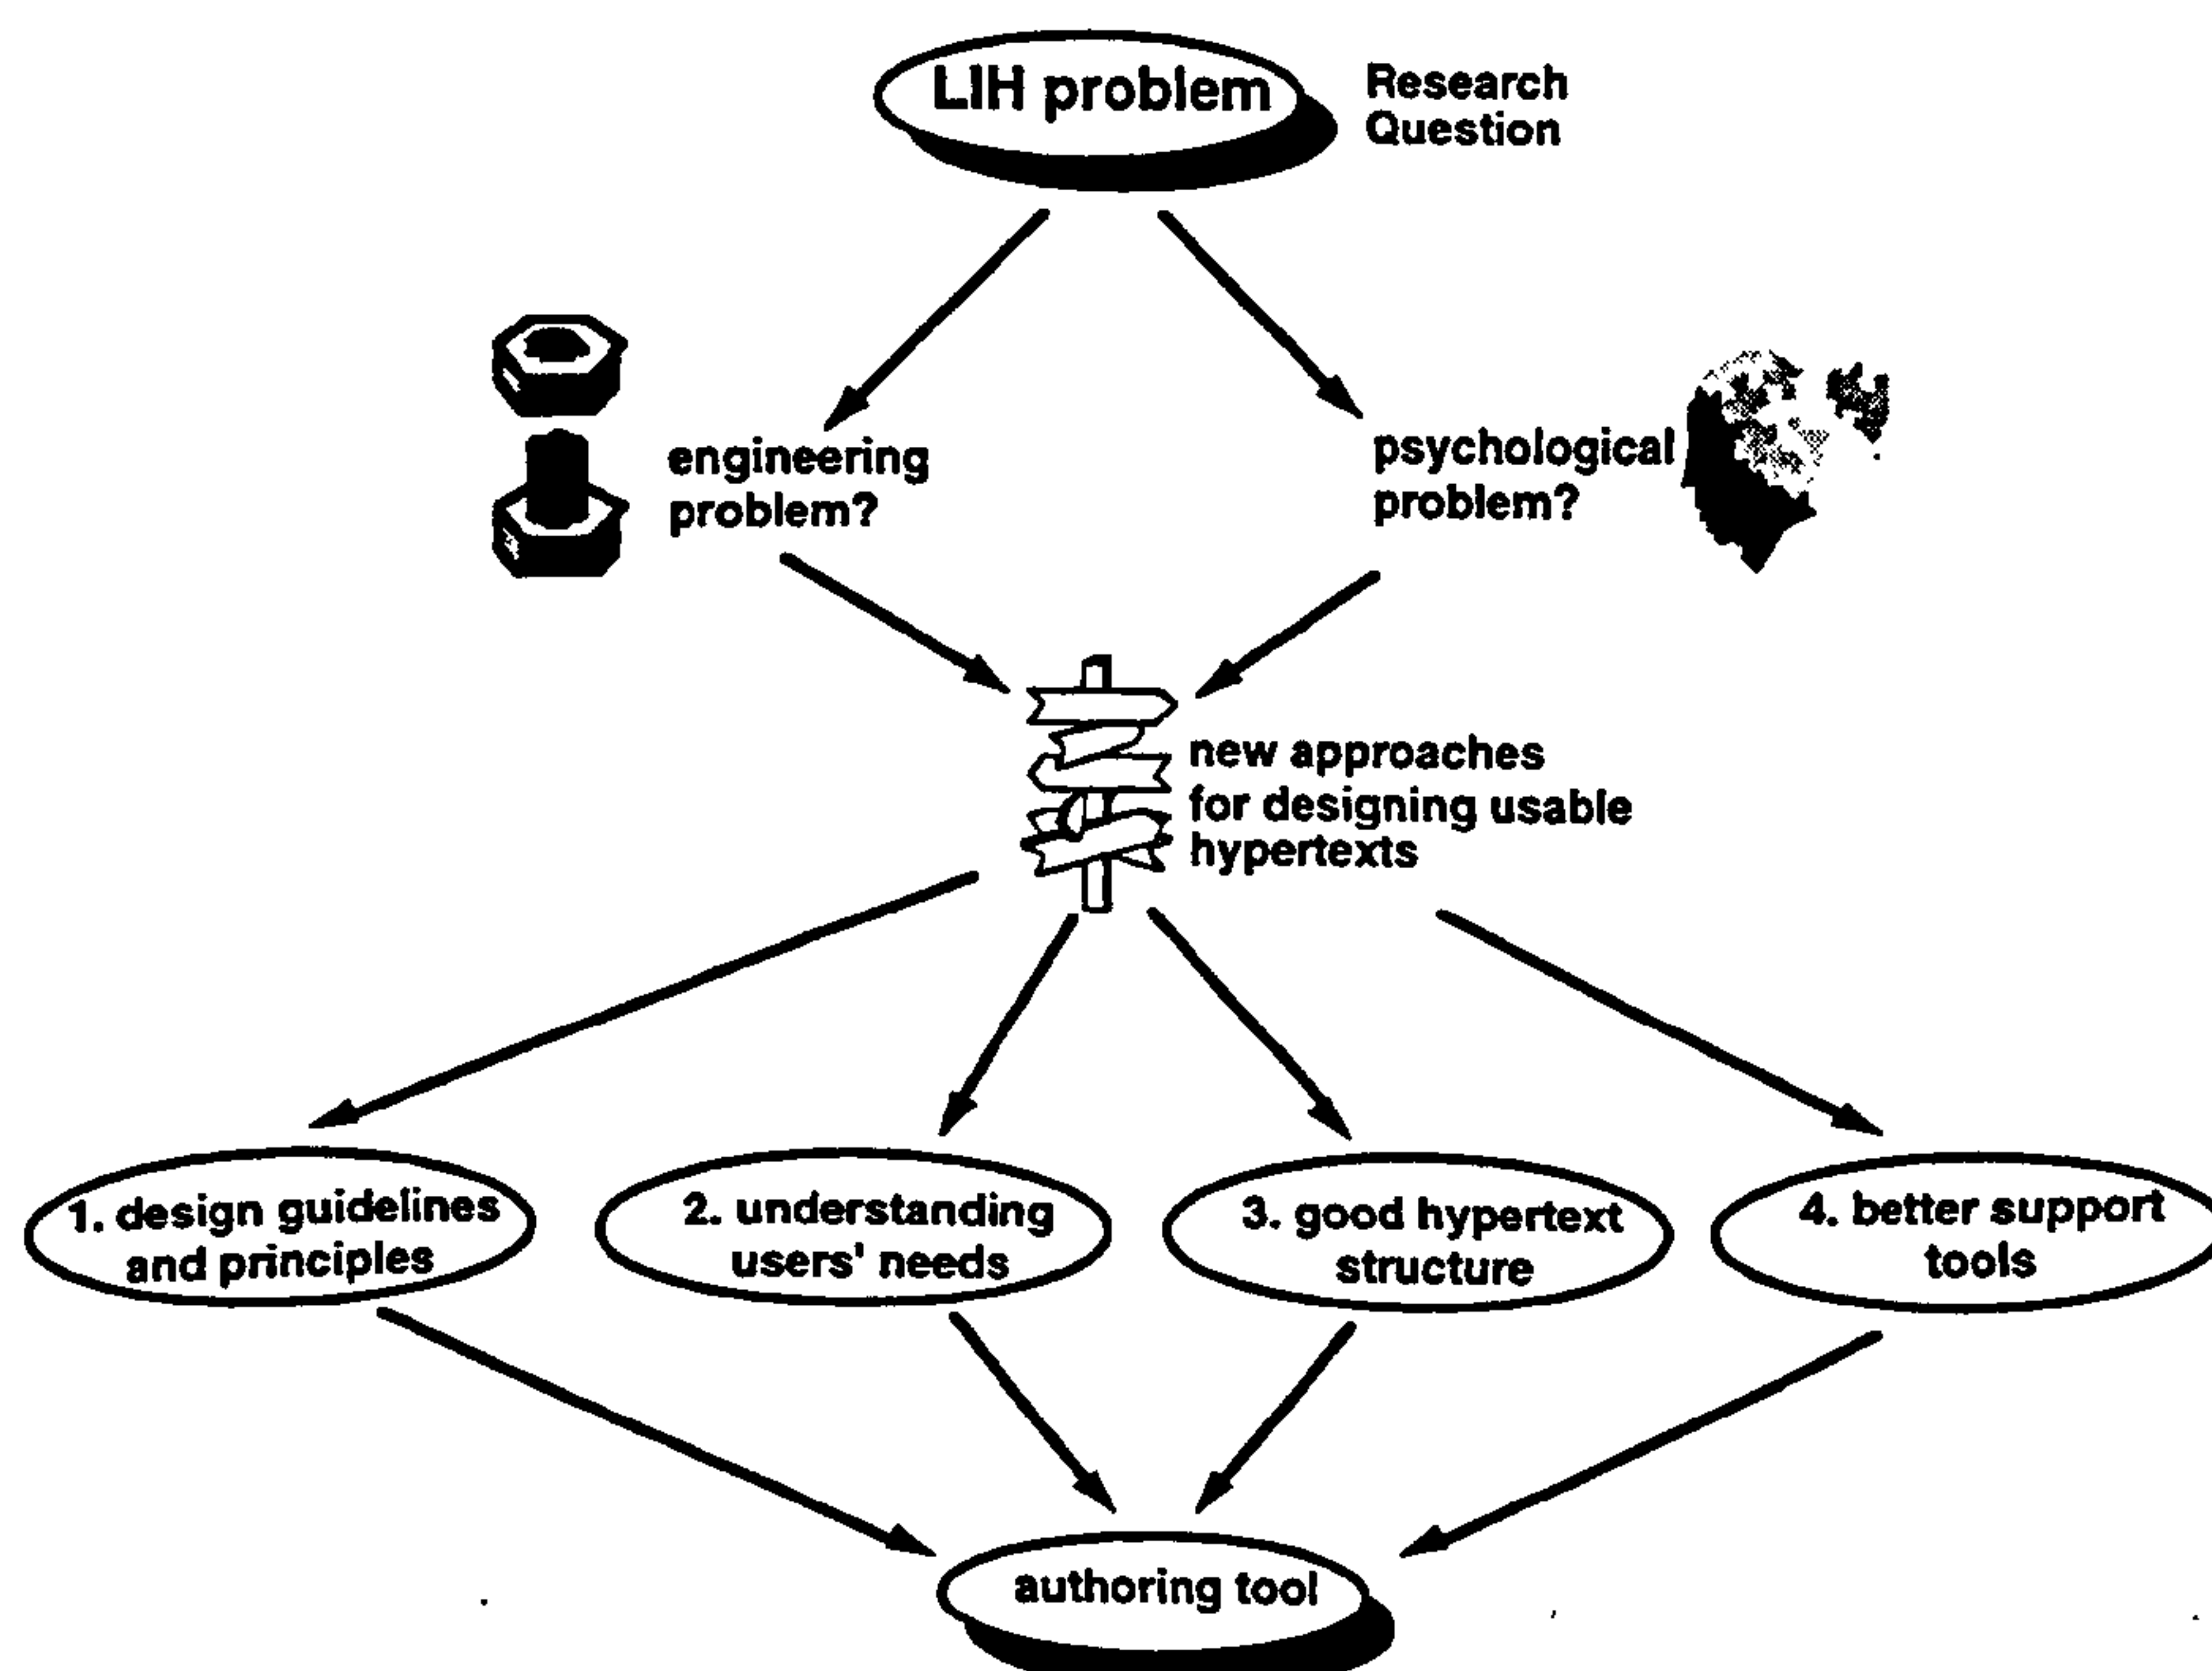 LIH problem
Research
Question
engineering
problem?
psychological
problem?
new approaches
for designing usable
hypertexts
1. design guidelines
and principles
2. understanding
users' needs
3. good hypertext
structure
4. better support
tools
authoring tool